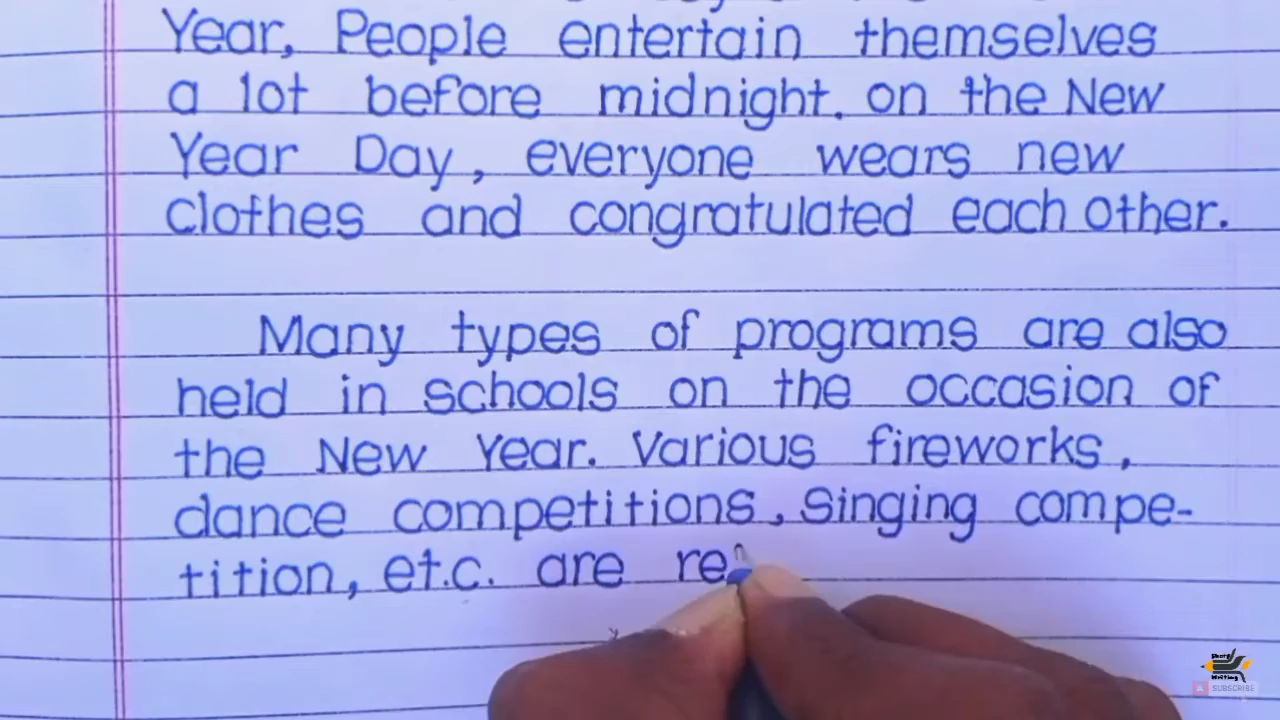 Year, People entertain themselves
a lot before midnight. on the New
Year Day, everyone wears new
clothes and congratulated each other.
Many types of programs are also
held in schools on the occasion of
the New Year. Various fireworks,
dance competitions, Singing compe-
tition, etc. are re
SUBSCRIBE